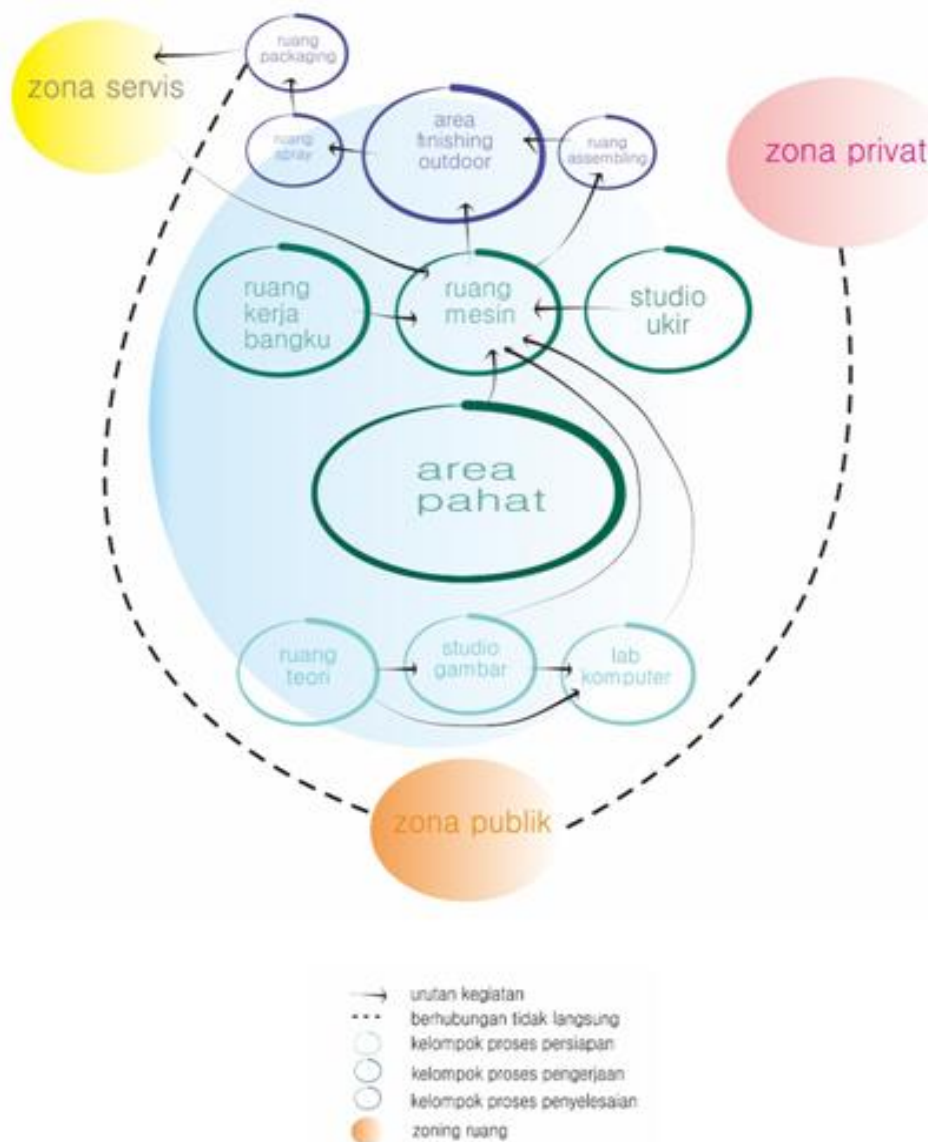 ruang
packaging
zona servis
area
finishing
outdoor
ruang
spray
ruang
assembling
zona privat
ruang
kerja
bangku
ruang
mesin
studio
ukir
area
pahat
ruang
teori
studio
gambar
lab
komputer
zona publik
urutan kegiatan
berhubungan tidak langsung
kelompok proses persiapan
kelompok proses pengerjaan
kelompok proses penyelesaian
zoning ruang